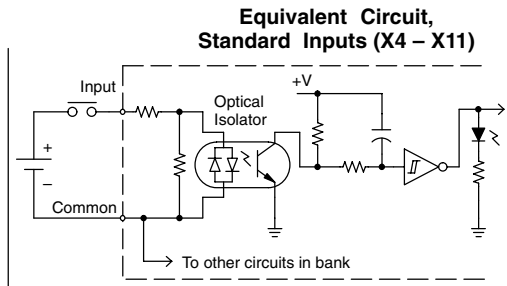 Equivalent Circuit,
Standard Inputs (X4 – X11)
+V
Input
Optical
Isolator
+
–
Common
To other circuits in bank